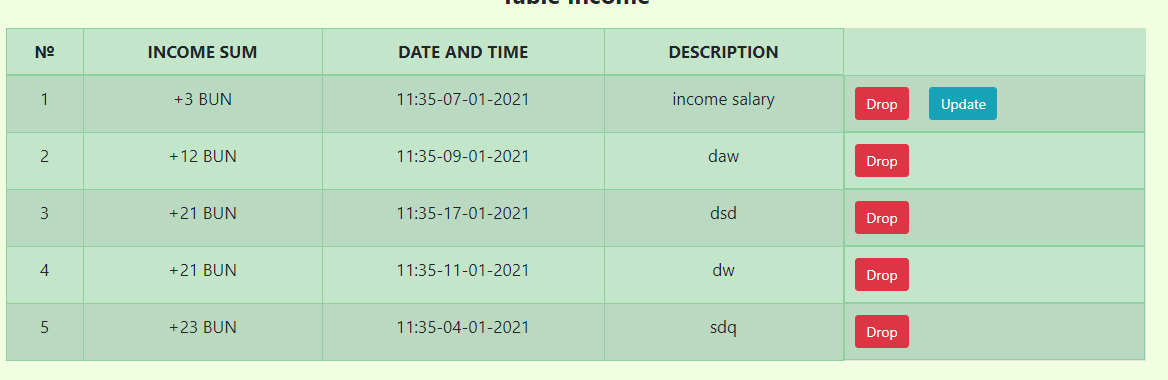 Table Income
№ INCOME SUM DATE AND TIME DESCRIPTION
1 +3 BUN 11:35-07-01-2021 income salary Drop Update
2 +12 BUN 11:35-09-01-2021 daw Drop
3 +21 BUN 11:35-17-01-2021 dsd Drop
4 +21 BUN 11:35-11-01-2021 dw Drop
5 +23 BUN 11:35-04-01-2021 sdq Drop